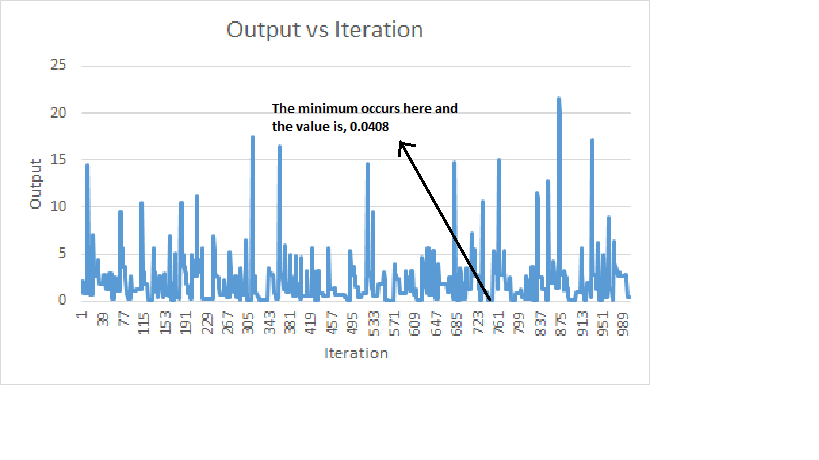 Output vs Iteration
25
The minimum occurs here and
20
the value is, 0.0408
15
10
5
0
Output
1 39 77 115 153 191 229 267 305 343 381 419 457 495 533 571 609 647 685 723 761 799 837 875 913 951 989
Iteration